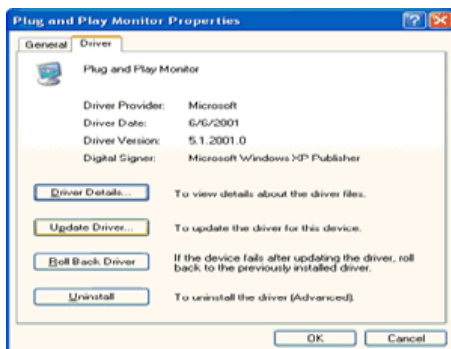 Plug and Play Monitor Properties
General Driver
Plug and Play Monitor
Driver Provider: Microsoft
Driver Date: 6/6/2001
Driver Version: 5.1.2001.0
Digital Signer: Microsoft Windows XP Publisher
Driver Details... To view details about the driver files.
Update Driver... To update the driver for this device.
Roll Back Driver If the device fails after updating the driver, roll
back to the previously installed driver.
Uninstall To uninstall the driver (Advanced).
OK Cancel